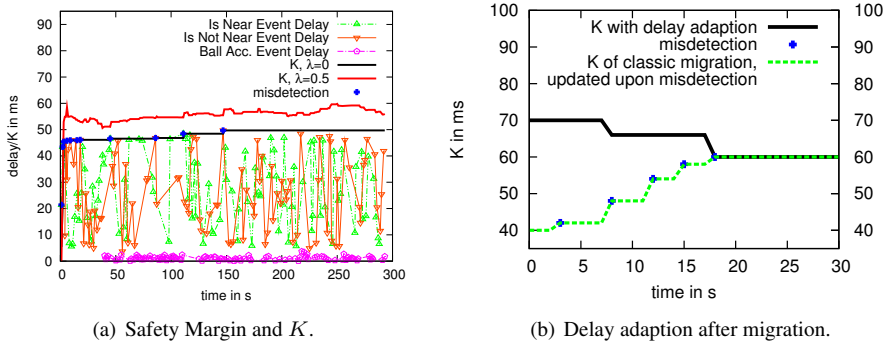 delay/K in ms
95
90
80
70
60
50
40
30
20
10
0
0 50 100 150 200 250 300
time in s
Is Near Event Delay
Is Not Near Event Delay
Ball Acc. Event Delay
K, λ=0
K, λ=0.5
misdetection
(a) Safety Margin and K.
K in ms
100
90
80
70
60
50
40
100
90
80
70
60
50
40
0 5 10 15 20 25 30
time in s
K with delay adaption
misdetection
K of classic migration,
updated upon misdetection
(b) Delay adaption after migration.